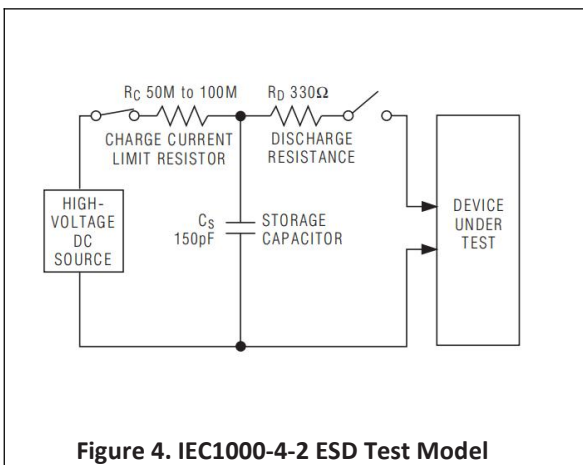 RC 50M to 100M
RD 330Ω
CHARGE CURRENT
LIMIT RESISTOR
DISCHARGE
RESISTANCE
HIGH-
VOLTAGE
DC
SOURCE
CS
150pF
STORAGE
CAPACITOR
DEVICE
UNDER
TEST
Figure 4. IEC1000-4-2 ESD Test Model